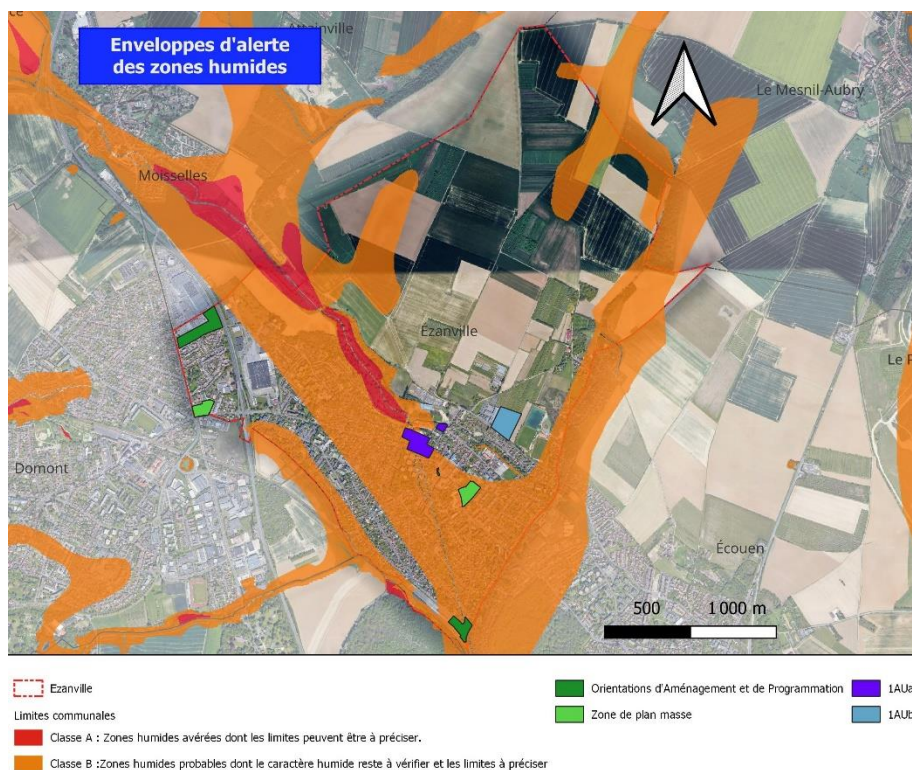 Enveloppes d'alerte
des zones humides
Attainville
Le Mesnil-Aubry
Moisselles
Ézanville
Domont
Écouen
500 1 000 m
Ezanville
Limites communales
Classe A : Zones humides avérées dont les limites peuvent être à préciser.
Classe B :Zones humides probables dont le caractère humide reste à vérifier et les limites à préciser
Orientations d'Aménagement et de Programmation
Zone de plan masse
1AUa
1AUb